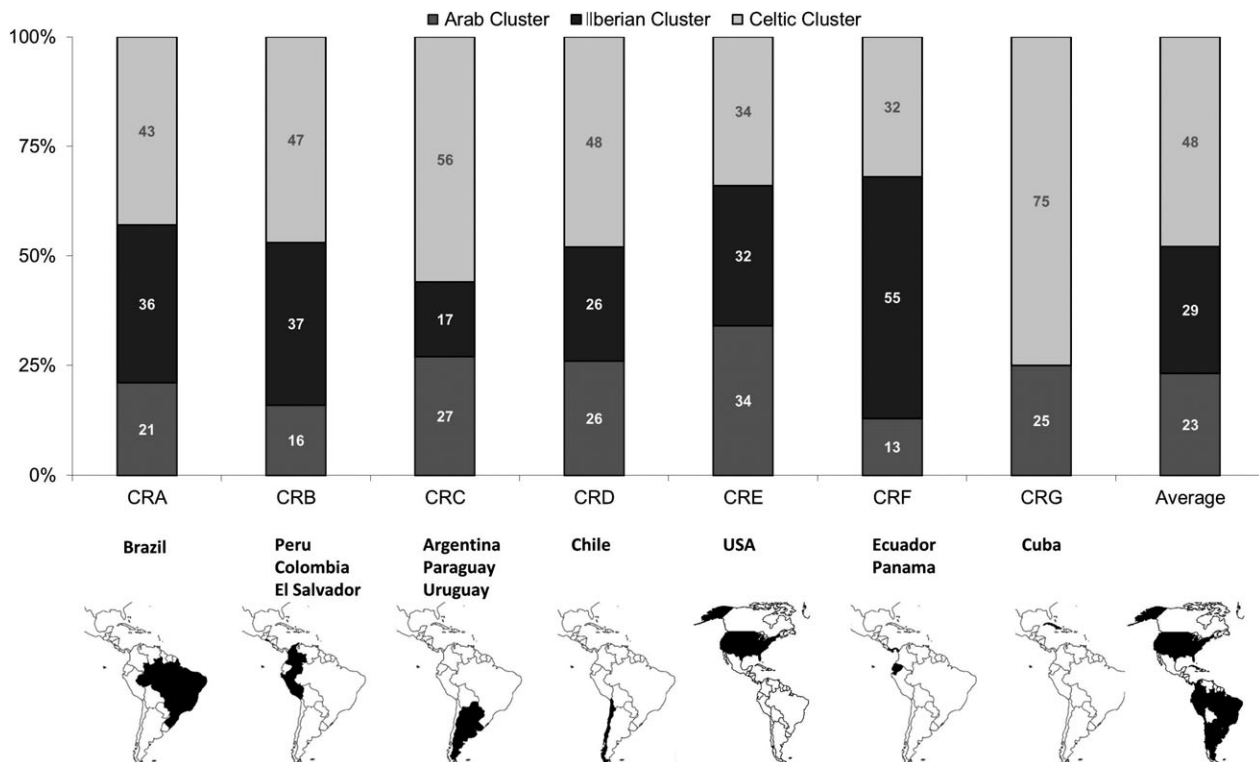 Arab Cluster IIberian Cluster Celtic Cluster
100%
75%
50%
25%
0%
43
36
21
47
37
16
56
17
27
48
26
26
34
32
34
32
55
13
75
25
48
29
23
CRA CRB CRC CRD CRE CRF CRG Average
Brazil
Peru
Colombia
El Salvador
Argentina
Paraguay
Uruguay
Chile
USA
Ecuador
Panama
Cuba